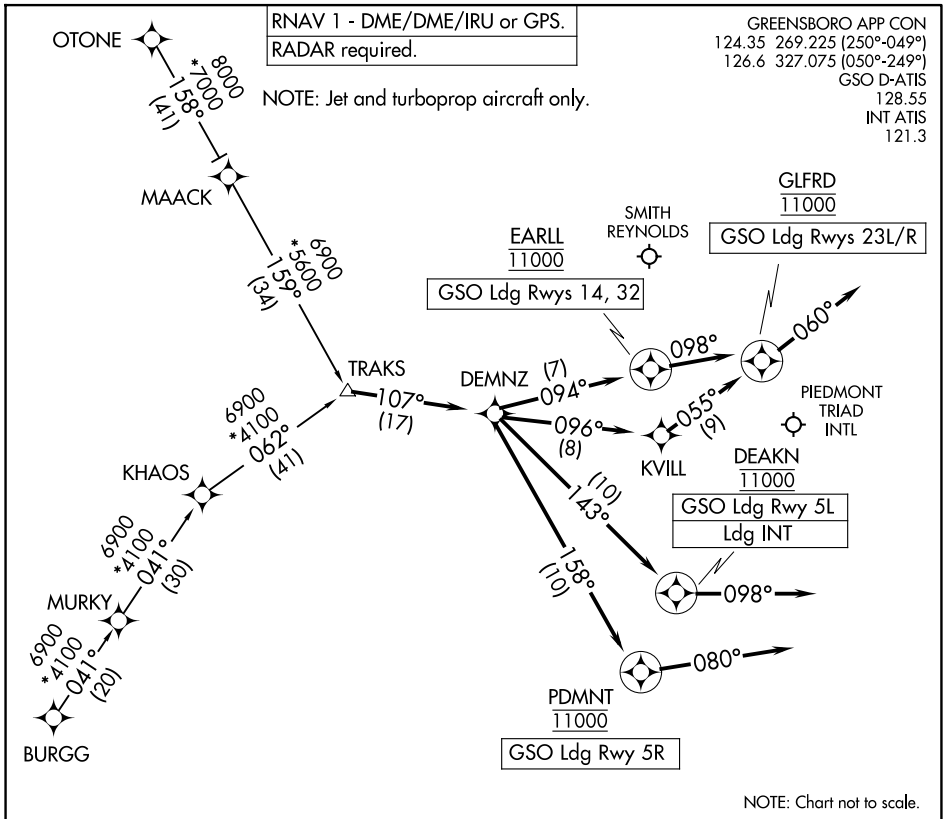 RNAV 1 - DME/DME/IRU or GPS.
RADAR required.
NOTE: Jet and turboprop aircraft only.
GREENSBORO APP CON
124.35 269.225 (250°-049°)
126.6 327.075 (050°-249°)
GSO D-ATIS
128.55
INT ATIS
121.3
OTONE
8000
*7000
158°
(41)
MAACK
6900
*5600
159°
(34)
TRAKS
107°
(17)
DEMNZ
EARLL
11000
GSO Ldg Rwys 14, 32
SMITH
REYNOLDS
GLFRD
11000
GSO Ldg Rwys 23L/R
(7)
094°
098°
060°
096°
(8)
KVILL
055°
(9)
PIEDMONT
TRIAD
INTL
DEAKN
11000
GSO Ldg Rwy 5L
Ldg INT
(10)
143°
098°
158°
(10)
080°
PDMNT
11000
GSO Ldg Rwy 5R
6900
*4100
062°
(41)
KHAOS
6900
*4100
041°
(30)
MURKY
6900
*4100
041°
(20)
BURGG
NOTE: Chart not to scale.